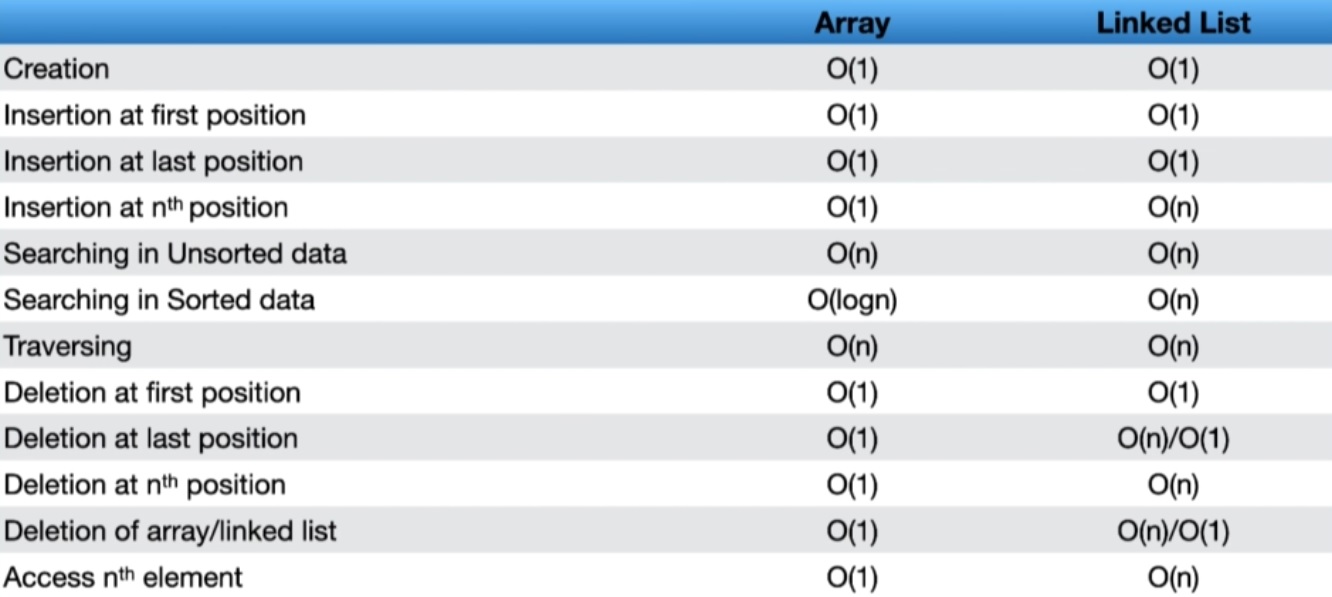 Array Linked List
Creation O(1) O(1)
Insertion at first position O(1) O(1)
Insertion at last position O(1) O(1)
Insertion at nth position O(1) O(n)
Searching in Unsorted data O(n) O(n)
Searching in Sorted data O(logn) O(n)
Traversing O(n) O(n)
Deletion at first position O(1) O(1)
Deletion at last position O(1) O(n)/O(1)
Deletion at nth position O(1) O(n)
Deletion of array/linked list O(1) O(n)/O(1)
Access nth element O(1) O(n)